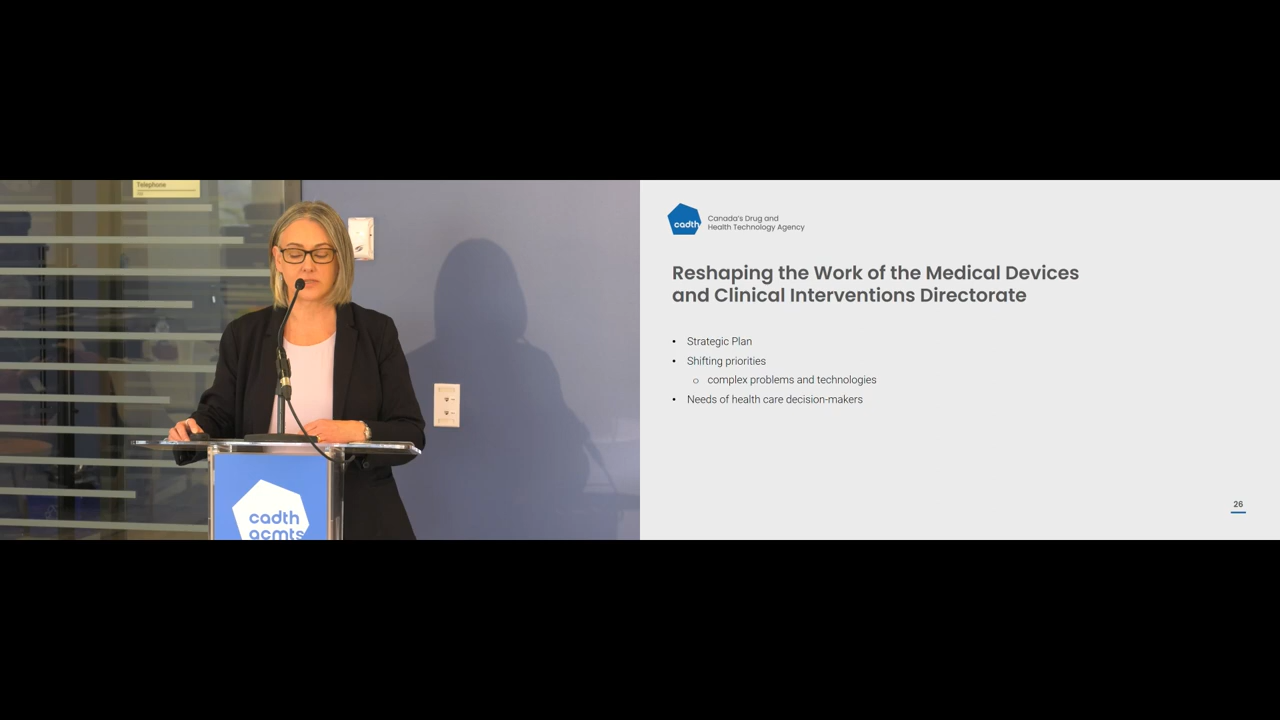 Telephone
cadth
acmts
cadth
Canada's Drug and
Health Technology Agency
Reshaping the Work of the Medical Devices
and Clinical Interventions Directorate
• Strategic Plan
• Shifting priorities
o complex problems and technologies
• Needs of health care decision-makers
26